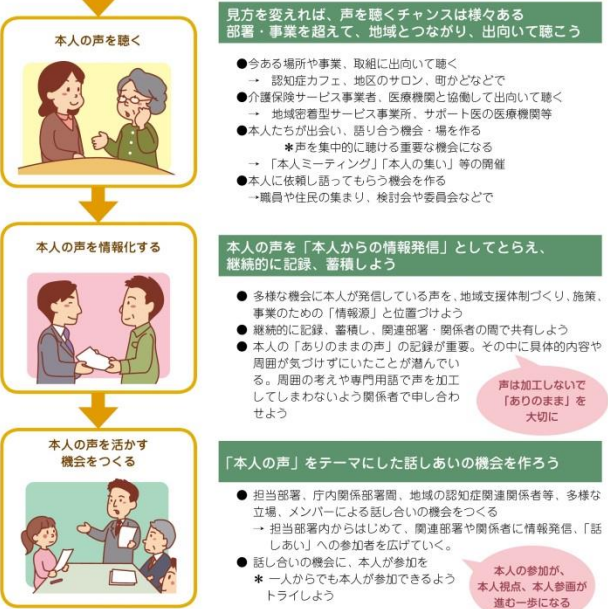 本人の声を聴く
見方を変えれば、声を聴くチャンスは様々ある
部署・事業を超えて、地域とつながり、出向いて聴こう
●今ある場所や事業、取組に出向いて聴く
→ 認知症カフェ、地区のサロン、町かどなどで
●介護保険サービス事業者、医療機関と協働して出向いて聴く
→ 地域密着型サービス事業所、サポート医の医療機関等
●本人たちが出会い、語り合う機会・場を作る
＊声を集中的に聴ける重要な機会になる
→ 「本人ミーティング」「本人の集い」等の開催
●本人に依頼し語ってもらう機会を作る
→職員や住民の集まり、検討会や委員会などで
本人の声を情報化する
本人の声を「本人からの情報発信」としてとらえ、
継続的に記録、蓄積しよう
● 多様な機会に本人が発信している声を、地域支援体制づくり、施策、
事業のための「情報源」と位置づけよう
● 継続的に記録、蓄積し、関連部署・関係者の間で共有しよう
● 本人の「ありのままの声」の記録が重要。その中に具体的内容や
周囲が気づけずにいたことが潜んでい
る。周囲の考えや専門用語で声を加工
してしまわないよう関係者で申し合わ
せよう
声は加工しないで
「ありのまま」を
大切に
本人の声を活かす
機会をつくる
「本人の声」をテーマにした話しあいの機会を作ろう
● 担当部署、庁内関係部署間、地域の認知症関連関係者等、多様な
立場、メンバーによる話し合いの機会をつくる
→ 担当部署内からはじめて、関連部署や関係者に情報発信、「話
しあい」への参加者を広げていく。
● 話し合いの機会に、本人が参加を
＊ 一人からでも本人が参加できるよう
トライしよう
本人の参加が、
本人視点、本人参画が
進む一歩になる